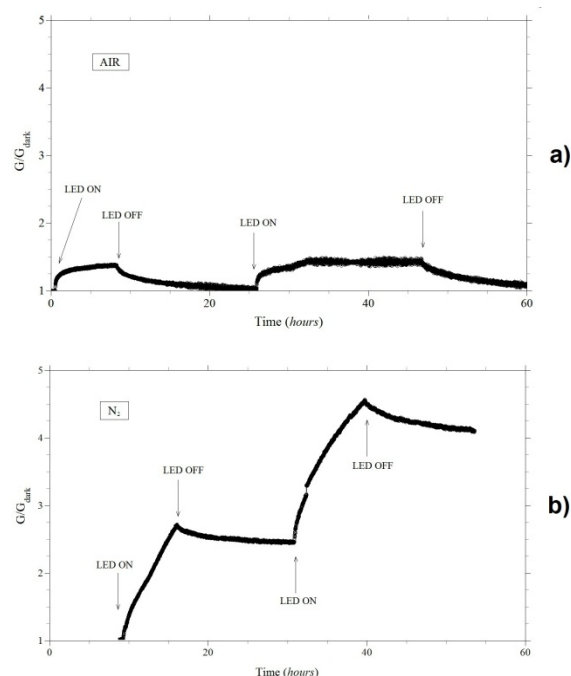 5
AIR
4
G/G_dark
3
a)
LED ON
LED OFF
LED ON
LED OFF
2
1
0
20
40
60
Time (hours)
5
N₂
4
LED OFF
G/G_dark
3
LED OFF
b)
2
LED ON
LED ON
1
0
20
40
60
Time (hours)